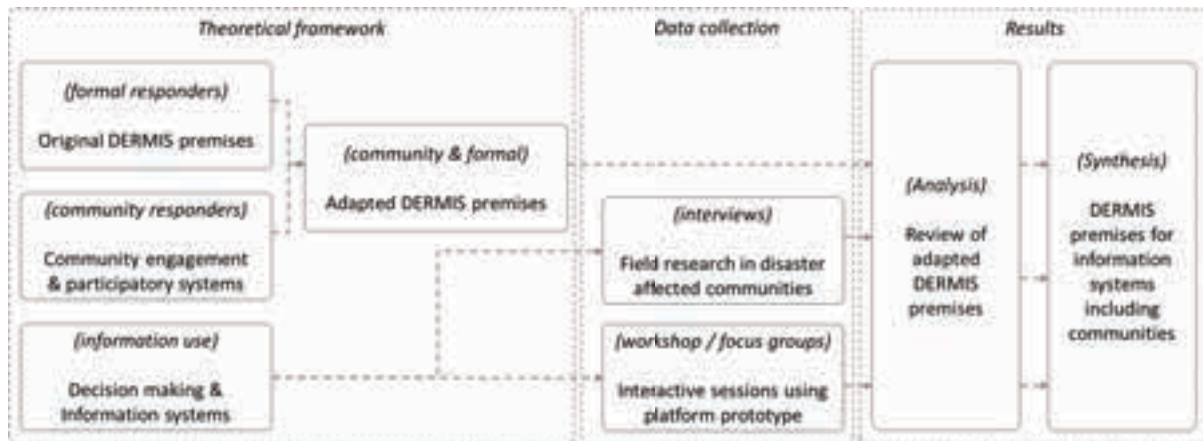 Theoretical framework
(formal responders)
Original DERMIS premises
(community responders)
Community engagement
& participatory systems
(information use)
Decision making &
Information systems
(community & formal)
Adapted DERMIS premises
Data collection
(interviews)
Field research in disaster
affected communities
(workshop / focus groups)
Interactive sessions using
platform prototype
Results
(Analysis)
Review of
adapted
DERMIS
premises
(Synthesis)
DERMIS
premises for
information
systems
including
communities